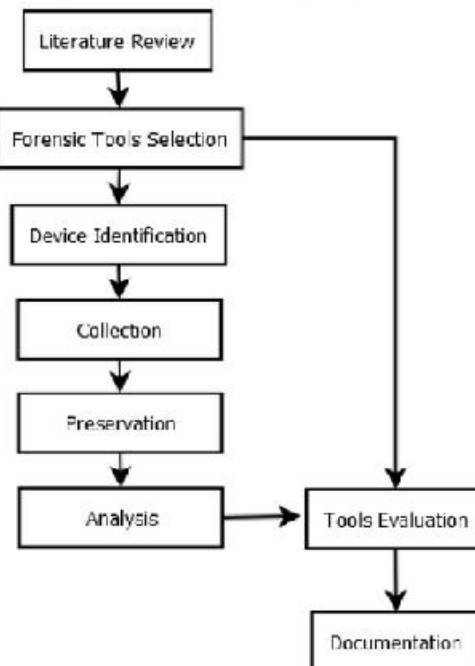 Literature Review
Forensic Tools Selection
Device Identification
Collection
Preservation
Analysis
Tools Evaluation
Documentation